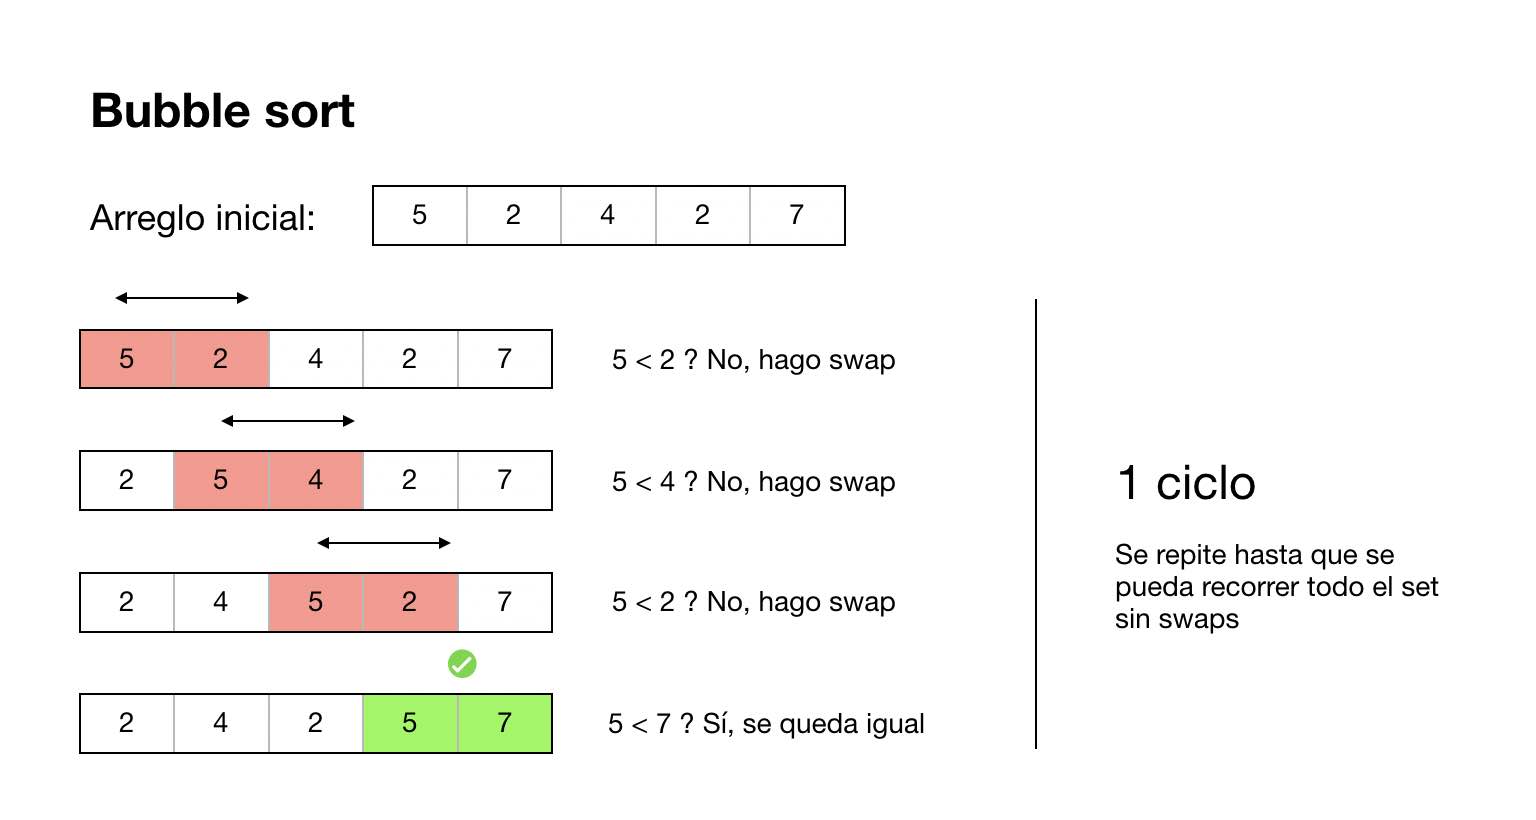 Bubble sort
Arreglo inicial: 5 2 4 2 7
5 2 4 2 7 5 < 2 ? No, hago swap
2 5 4 2 7 5 < 4 ? No, hago swap
2 4 5 2 7 5 < 2 ? No, hago swap
2 4 2 5 7 5 < 7 ? Sí, se queda igual
1 ciclo
Se repite hasta que se
pueda recorrer todo el set
sin swaps